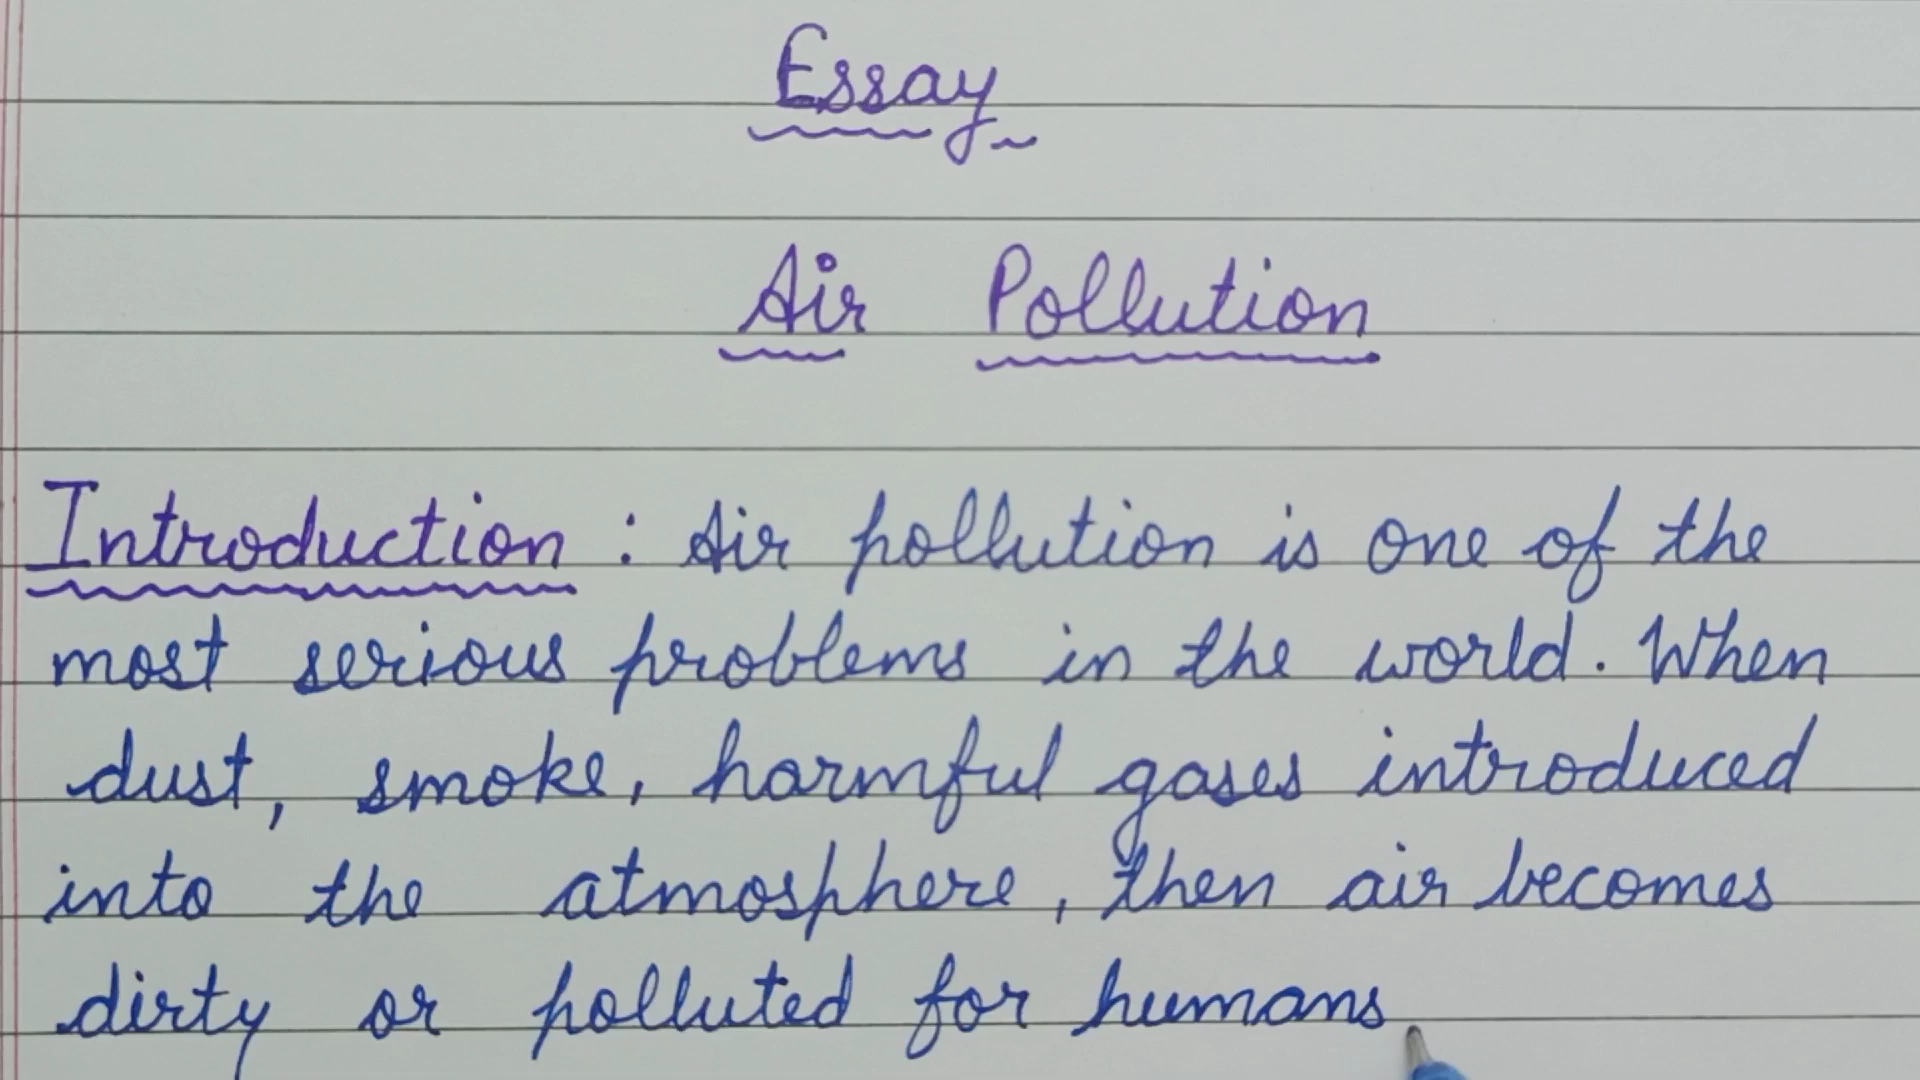 Essay
Air Pollution
Introduction : Air pollution is one of the
most serious problems in the world. When
dust, smoke, harmful gases introduced
into the atmosphere, then air becomes
dirty or polluted for humans